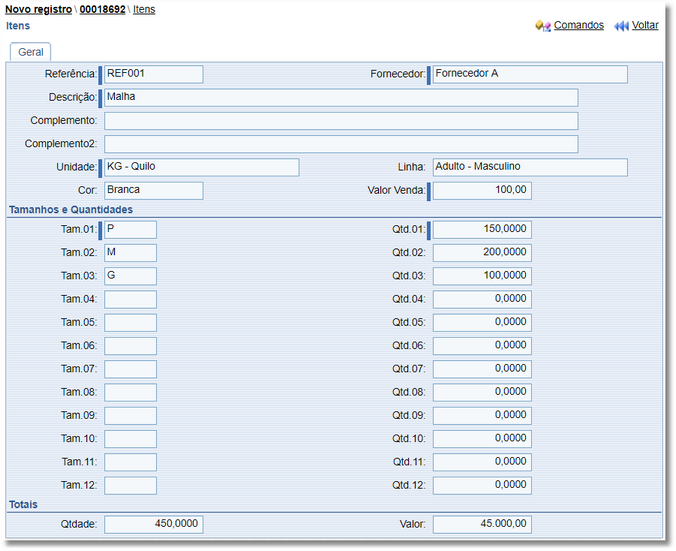 Novo registro \ 00018692 \ Itens
Itens Comandos Voltar
Geral
Referência: REF001 Fornecedor: Fornecedor A
Descrição: Malha
Complemento:
Complemento2:
Unidade: KG - Quilo Linha: Adulto - Masculino
Cor: Branca Valor Venda: 100,00
Tamanhos e Quantidades
Tam.01: P Qtd.01: 150,0000
Tam.02: M Qtd.02: 200,0000
Tam.03: G Qtd.03: 100,0000
Tam.04: Qtd.04: 0,0000
Tam.05: Qtd.05: 0,0000
Tam.06: Qtd.06: 0,0000
Tam.07: Qtd.07: 0,0000
Tam.08: Qtd.08: 0,0000
Tam.09: Qtd.09: 0,0000
Tam.10: Qtd.10: 0,0000
Tam.11: Qtd.11: 0,0000
Tam.12: Qtd.12: 0,0000
Totais
Qtdade: 450,0000 Valor: 45.000,00